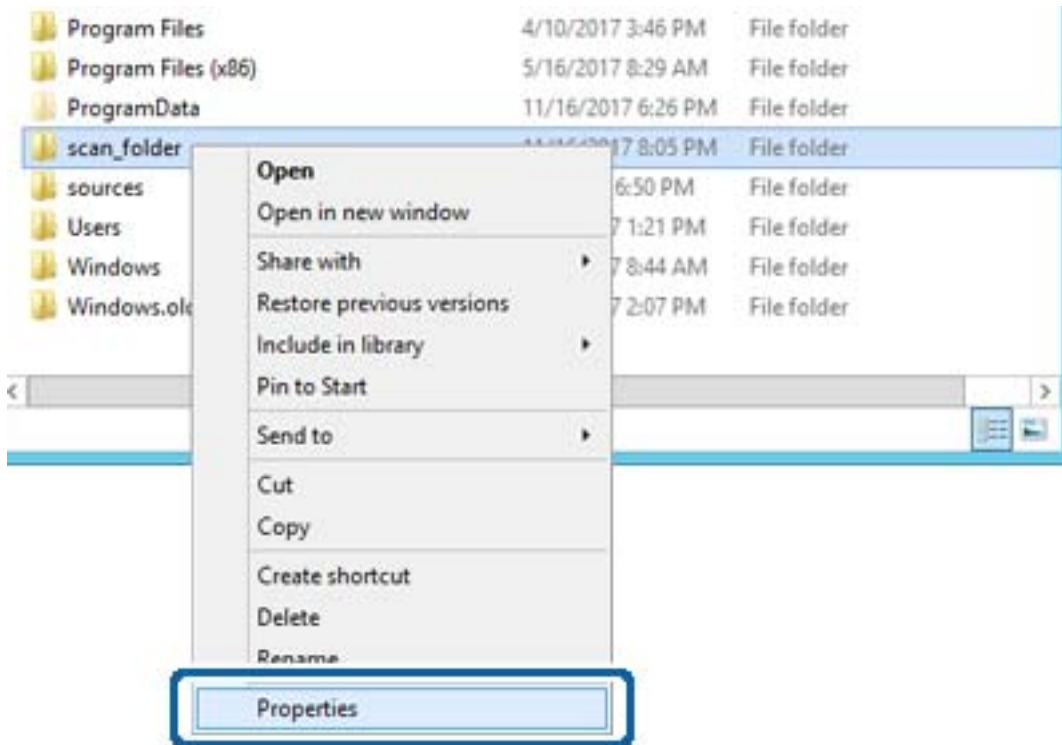 Program Files 4/10/2017 3:46 PM File folder
Program Files (x86) 5/16/2017 8:29 AM File folder
ProgramData 11/16/2017 6:26 PM File folder
scan_folder 7 8:05 PM File folder
sources 6:50 PM File folder
Users 7 1:21 PM File folder
Windows 7 8:44 AM File folder
Windows.old 7 2:07 PM File folder
Open
Open in new window
Share with
Restore previous versions
Include in library
Pin to Start
Send to
Cut
Copy
Create shortcut
Delete
Rename
Properties